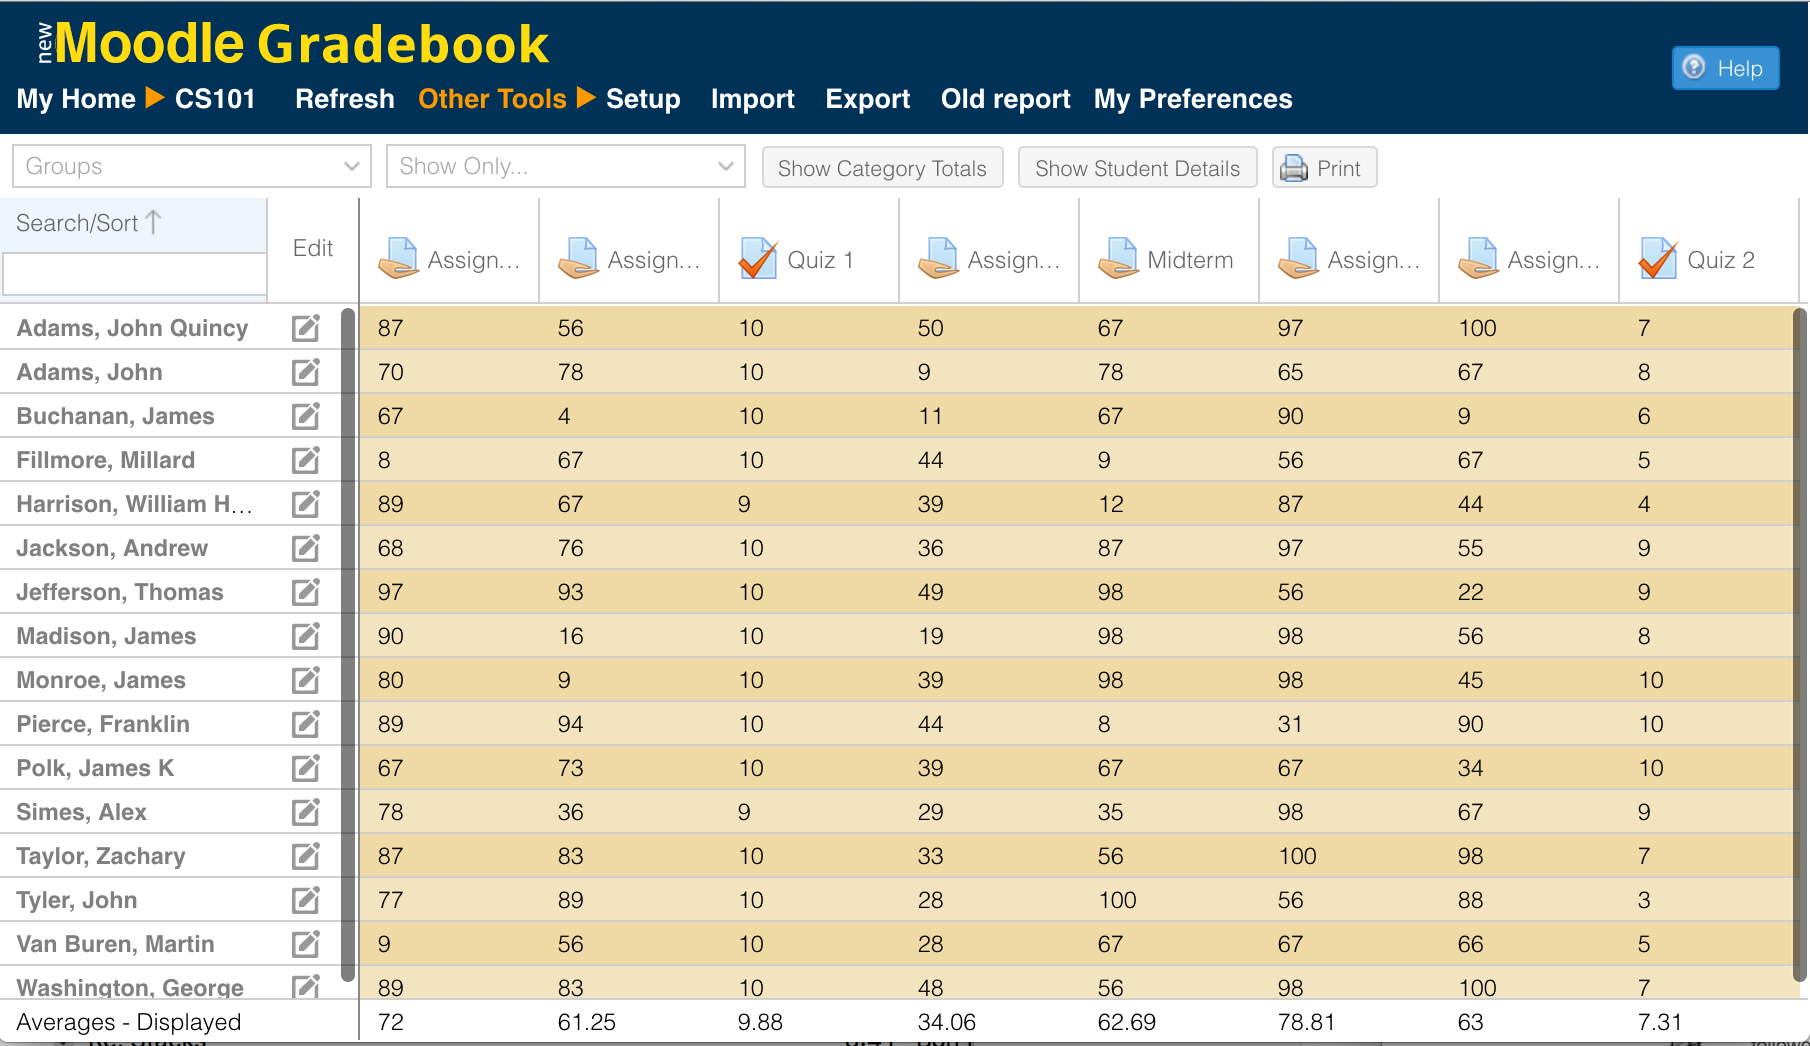 new Moodle Gradebook
Help
My Home CS101 Refresh Other Tools Setup Import Export Old report My Preferences
Groups Show Only... Show Category Totals Show Student Details Print
Search/Sort Edit Assign... Assign... Quiz 1 Assign... Midterm Assign... Assign... Quiz 2
Adams, John Quincy 87 56 10 50 67 97 100 7
Adams, John 70 78 10 9 78 65 67 8
Buchanan, James 67 4 10 11 67 90 9 6
Fillmore, Millard 8 67 10 44 9 56 67 5
Harrison, William H... 89 67 9 39 12 87 44 4
Jackson, Andrew 68 76 10 36 87 97 55 9
Jefferson, Thomas 97 93 10 49 98 56 22 9
Madison, James 90 16 10 19 98 98 56 8
Monroe, James 80 9 10 39 98 98 45 10
Pierce, Franklin 89 94 10 44 8 31 90 10
Polk, James K 67 73 10 39 67 67 34 10
Simes, Alex 78 36 9 29 35 98 67 9
Taylor, Zachary 87 83 10 33 56 100 98 7
Tyler, John 77 89 10 28 100 56 88 3
Van Buren, Martin 9 56 10 28 67 67 66 5
Washington, George 89 83 10 48 56 98 100 7
Averages - Displayed 72 61.25 9.88 34.06 62.69 78.81 63 7.31